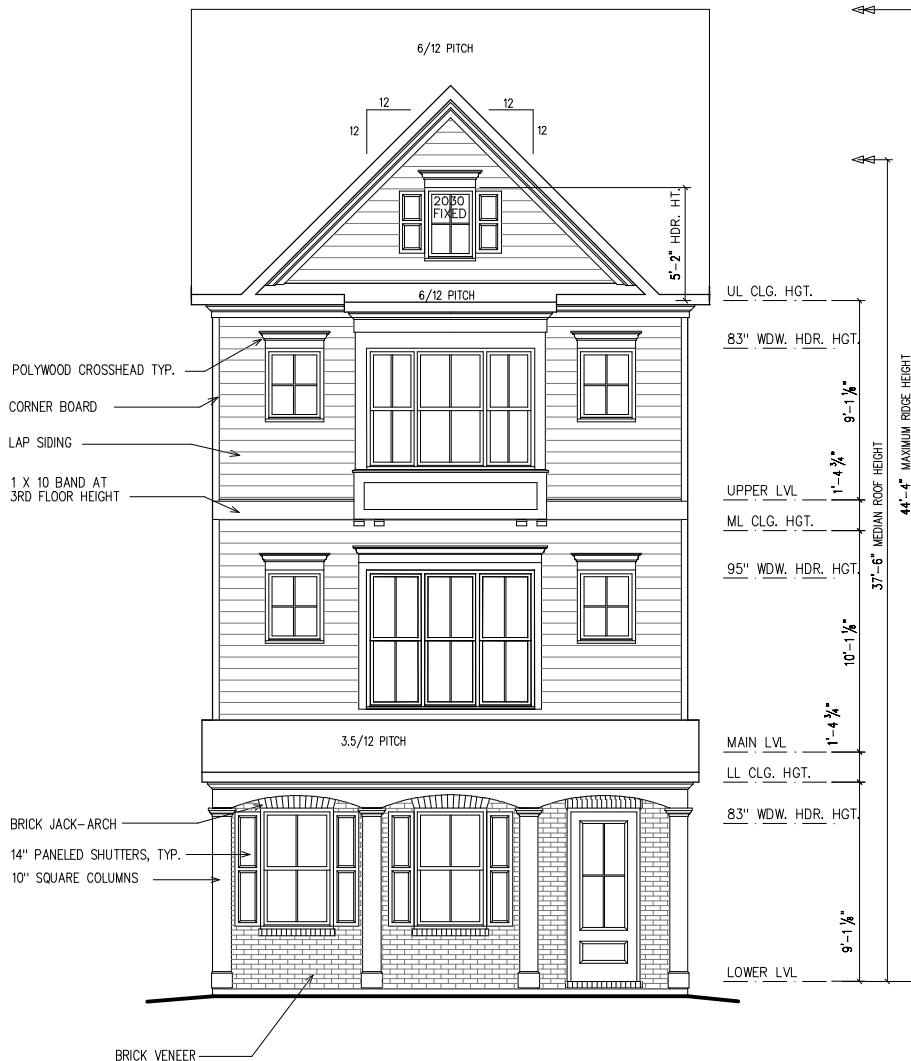 6/12 PITCH
12
12
12
12
2030
FIXED
5'-2" HDR. HT.
6/12 PITCH
UL CLG. HGT.
83" WDW. HDR. HGT.
POLYWOOD CROSSHEAD TYP.
CORNER BOARD
LAP SIDING
1 X 10 BAND AT
3RD FLOOR HEIGHT
9'-1 1/8"
1'-4 3/4"
UPPER LVL
ML CLG. HGT.
95" WDW. HDR. HGT.
37'-6" MEDIAN ROOF HEIGHT
44'-4" MAXIMUM RIDGE HEIGHT
10'-1 1/8"
1'-4 3/4"
3.5/12 PITCH
MAIN LVL
LL CLG. HGT.
83" WDW. HDR. HGT.
BRICK JACK-ARCH
14" PANELED SHUTTERS, TYP.
10" SQUARE COLUMNS
9'-1 1/8"
LOWER LVL
BRICK VENEER